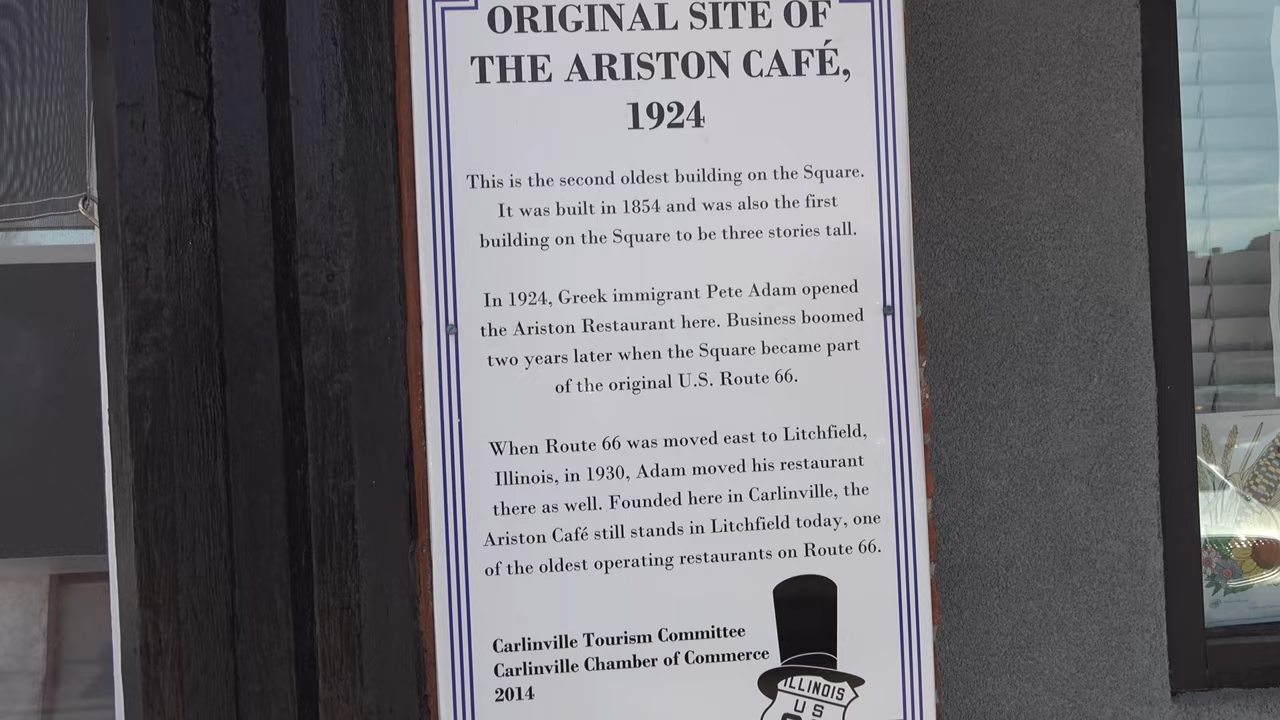 ORIGINAL SITE OF
THE ARISTON CAFÉ,
1924
This is the second oldest building on the Square.
It was built in 1854 and was also the first
building on the Square to be three stories tall.
In 1924, Greek immigrant Pete Adam opened
the Ariston Restaurant here. Business boomed
two years later when the Square became part
of the original U.S. Route 66.
When Route 66 was moved east to Litchfield,
Illinois, in 1930, Adam moved his restaurant
there as well. Founded here in Carlinville, the
Ariston Café still stands in Litchfield today, one
of the oldest operating restaurants on Route 66.
Carlinville Tourism Committee
Carlinville Chamber of Commerce
2014
ILLINOIS
US